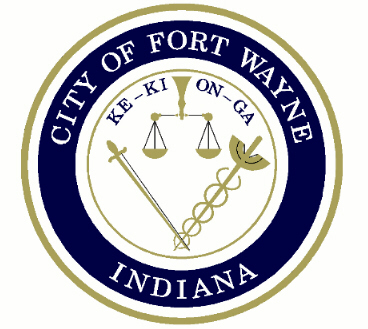 CITY OF FORT WAYNE
KE-KI ON-GA
INDIANA